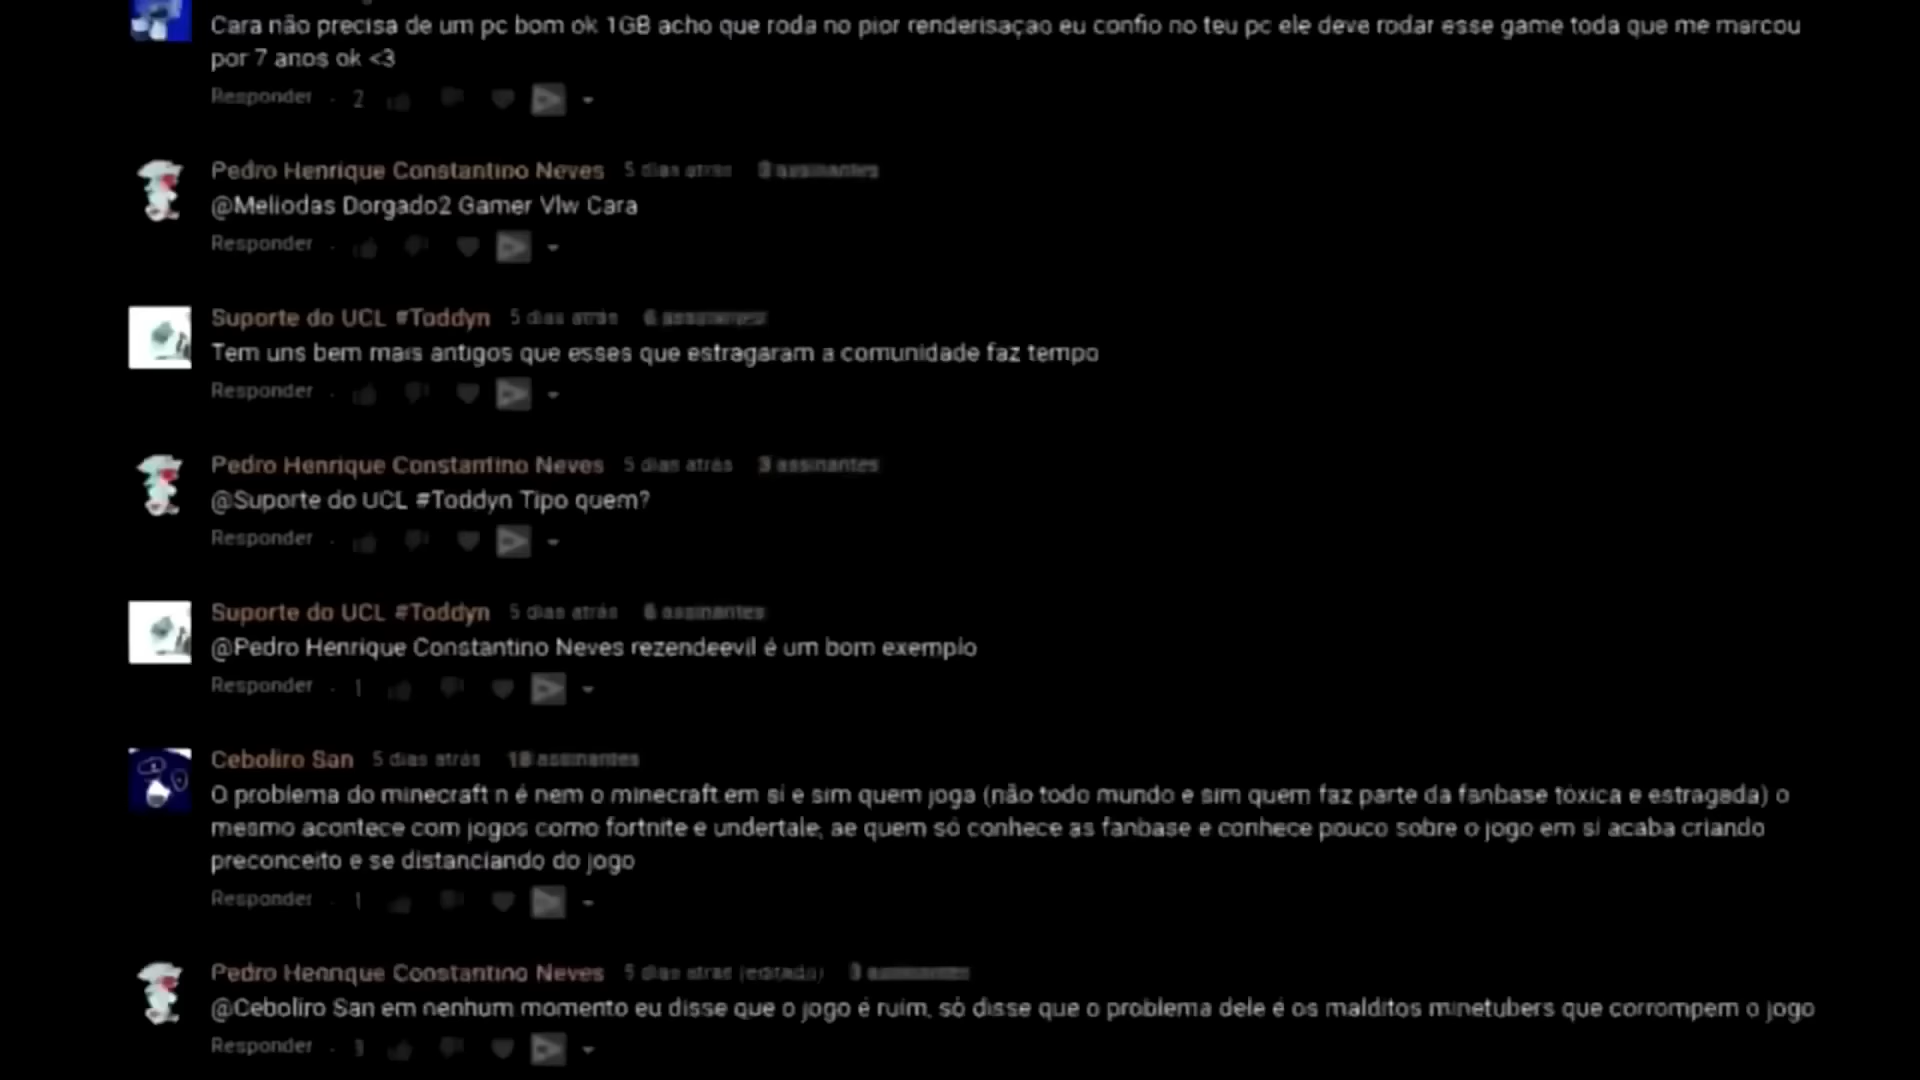 Cara não precisa de um pc bom ok 1GB acho que roda no pior renderisaçao eu confio no teu pc ele deve rodar esse game toda que me marcou
por 7 anos ok <3
Responder · 2
Pedro Henrique Constantino Neves 5 dias atrás 3 assinantes
@Meliodas Dorgado2 Gamer Vlw Cara
Responder ·
Suporte do UCL #Toddyn 5 dias atrás 6 assinantes
Tem uns bem mais antigos que esses que estragaram a comunidade faz tempo
Responder ·
Pedro Henrique Constantino Neves 5 dias atrás 3 assinantes
@Suporte do UCL #Toddyn Tipo quem?
Responder ·
Suporte do UCL #Toddyn 5 dias atrás 6 assinantes
@Pedro Henrique Constantino Neves rezendeevil é um bom exemplo
Responder · 1
Ceboliro San 5 dias atrás 18 assinantes
O problema do minecraft n é nem o minecraft em si e sim quem joga (não todo mundo e sim quem faz parte da fanbase tóxica e estragada) o
mesmo acontece com jogos como fortnite e undertale, ae quem só conhece as fanbase e conhece pouco sobre o jogo em si acaba criando
preconceito e se distanciando do jogo
Responder · 1
Pedro Henrique Constantino Neves 5 dias atrás (editado) 3 assinantes
@Ceboliro San em nenhum momento eu disse que o jogo é ruim, só disse que o problema dele é os malditos minetubers que corrompem o jogo
Responder · 3